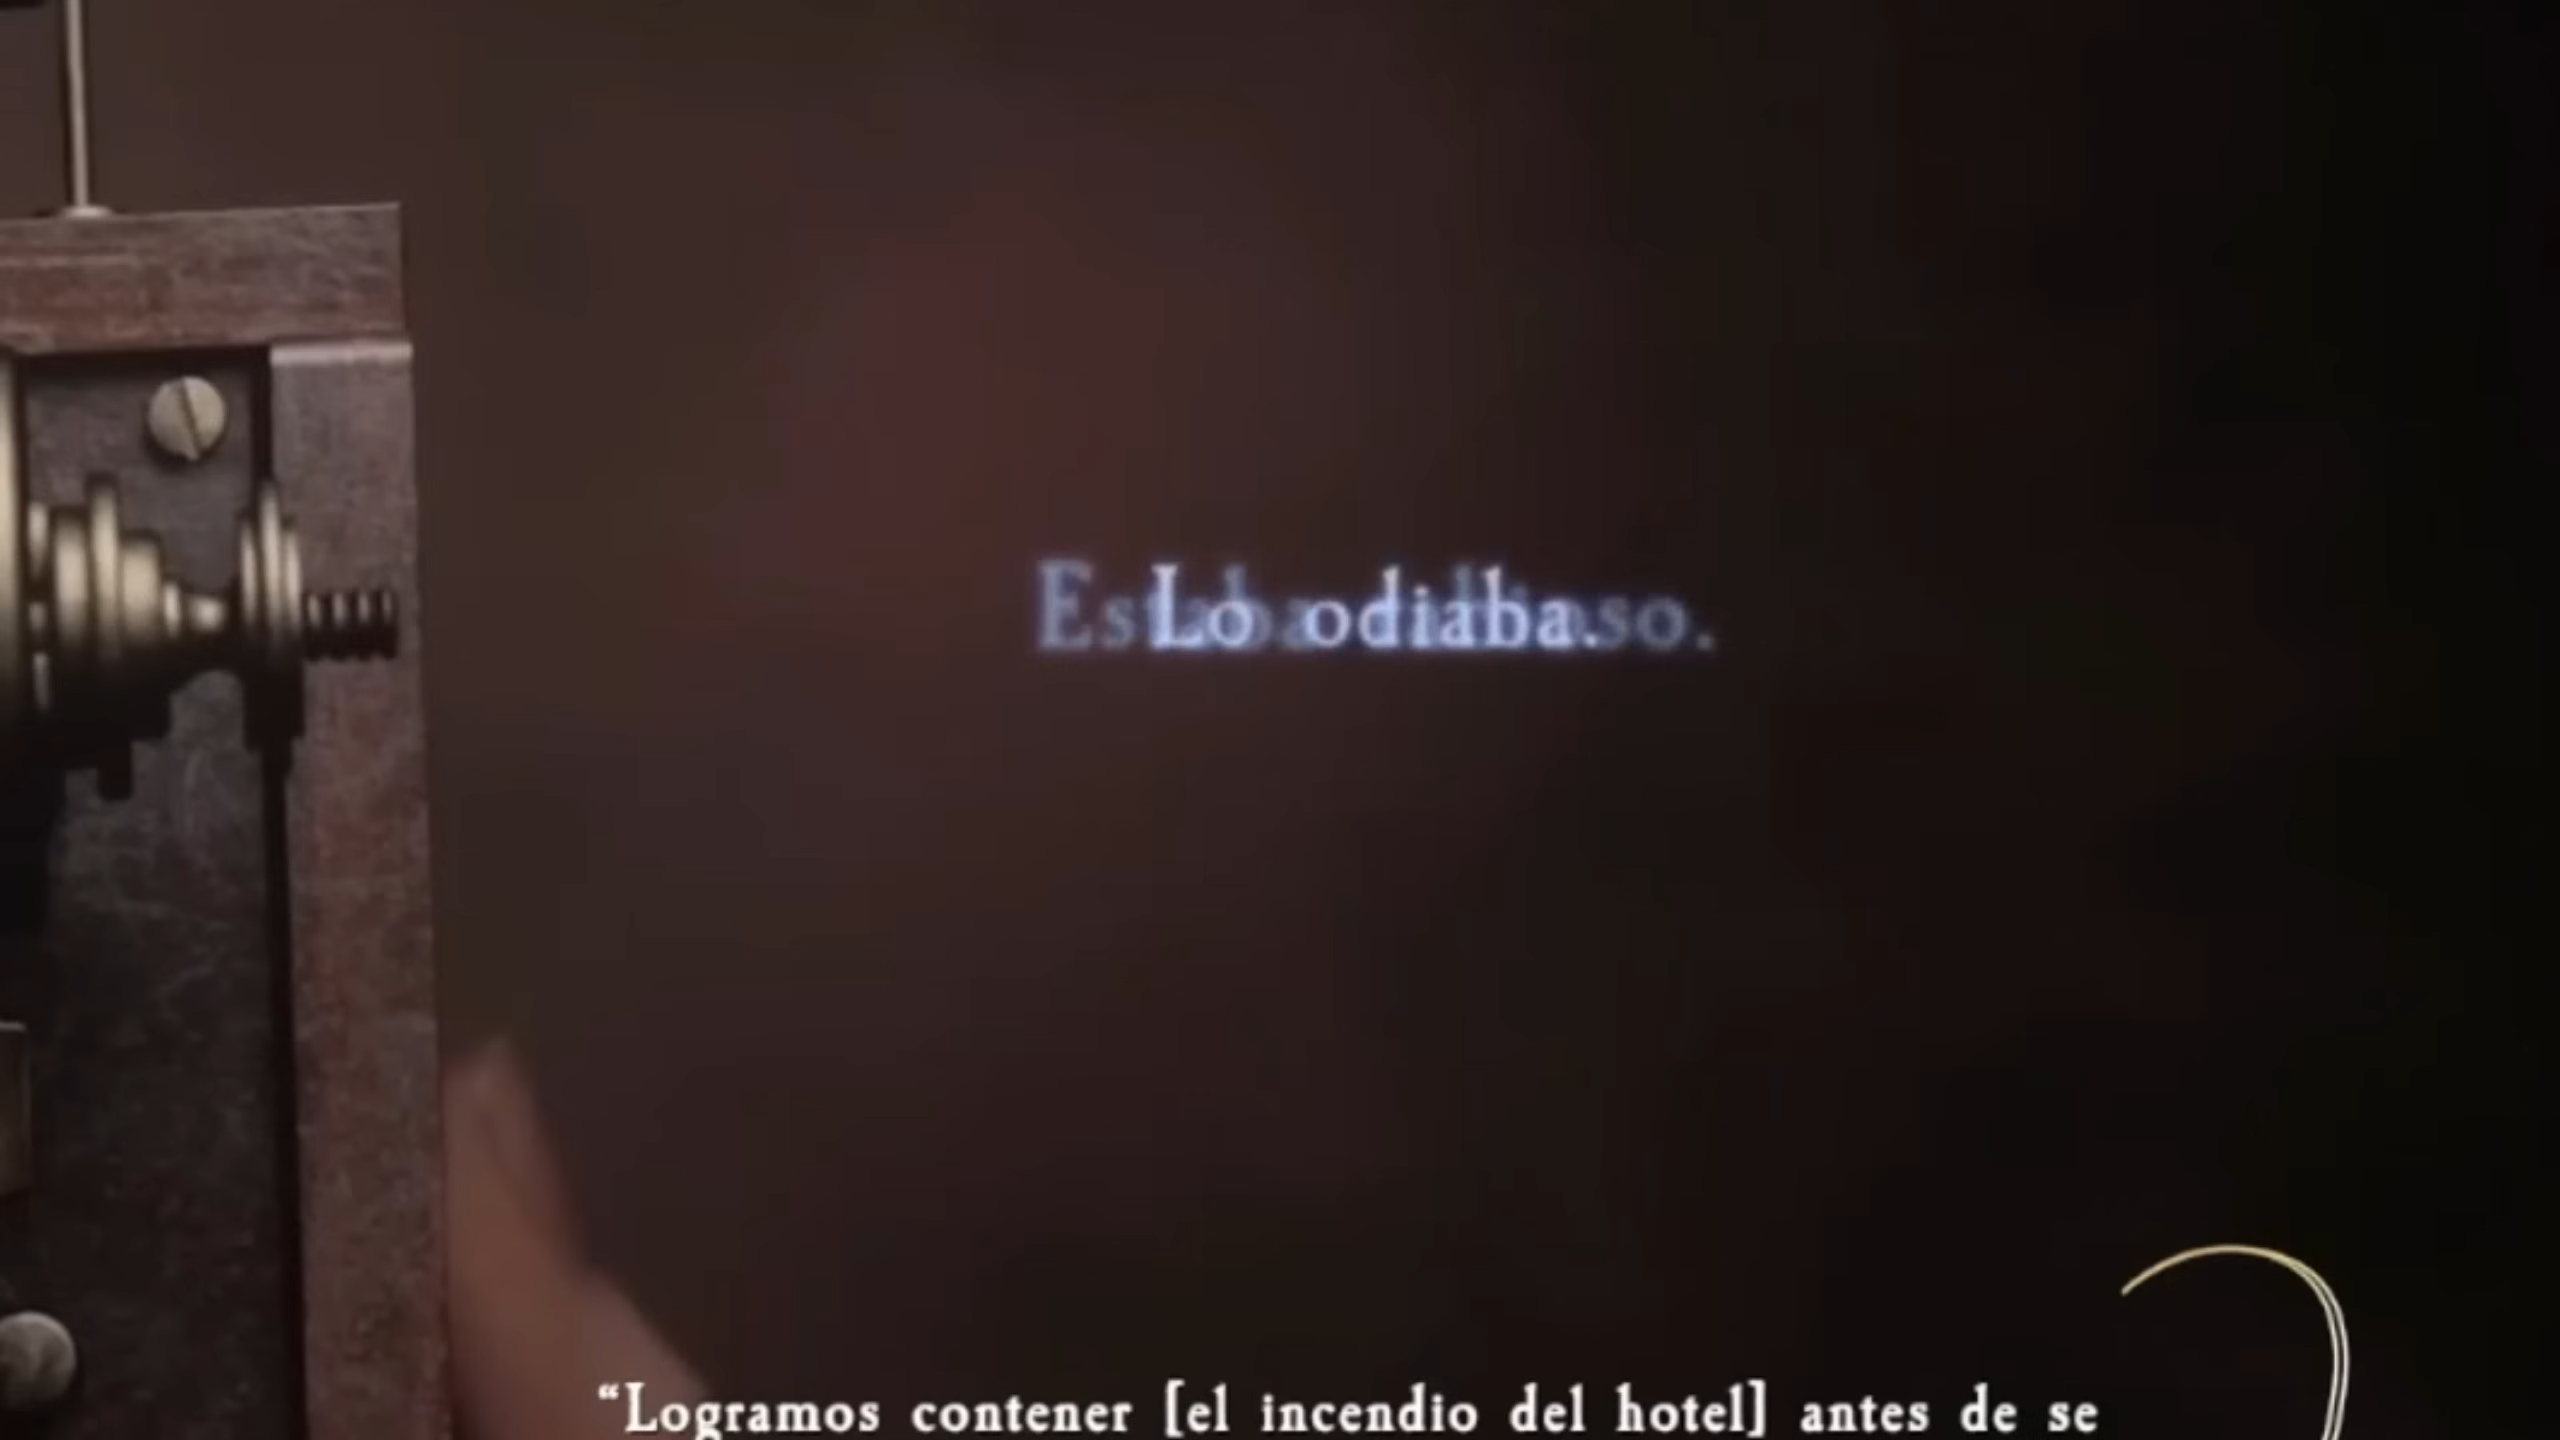 Lo odiaba.
“Logramos contener [el incendio del hotel] antes de se